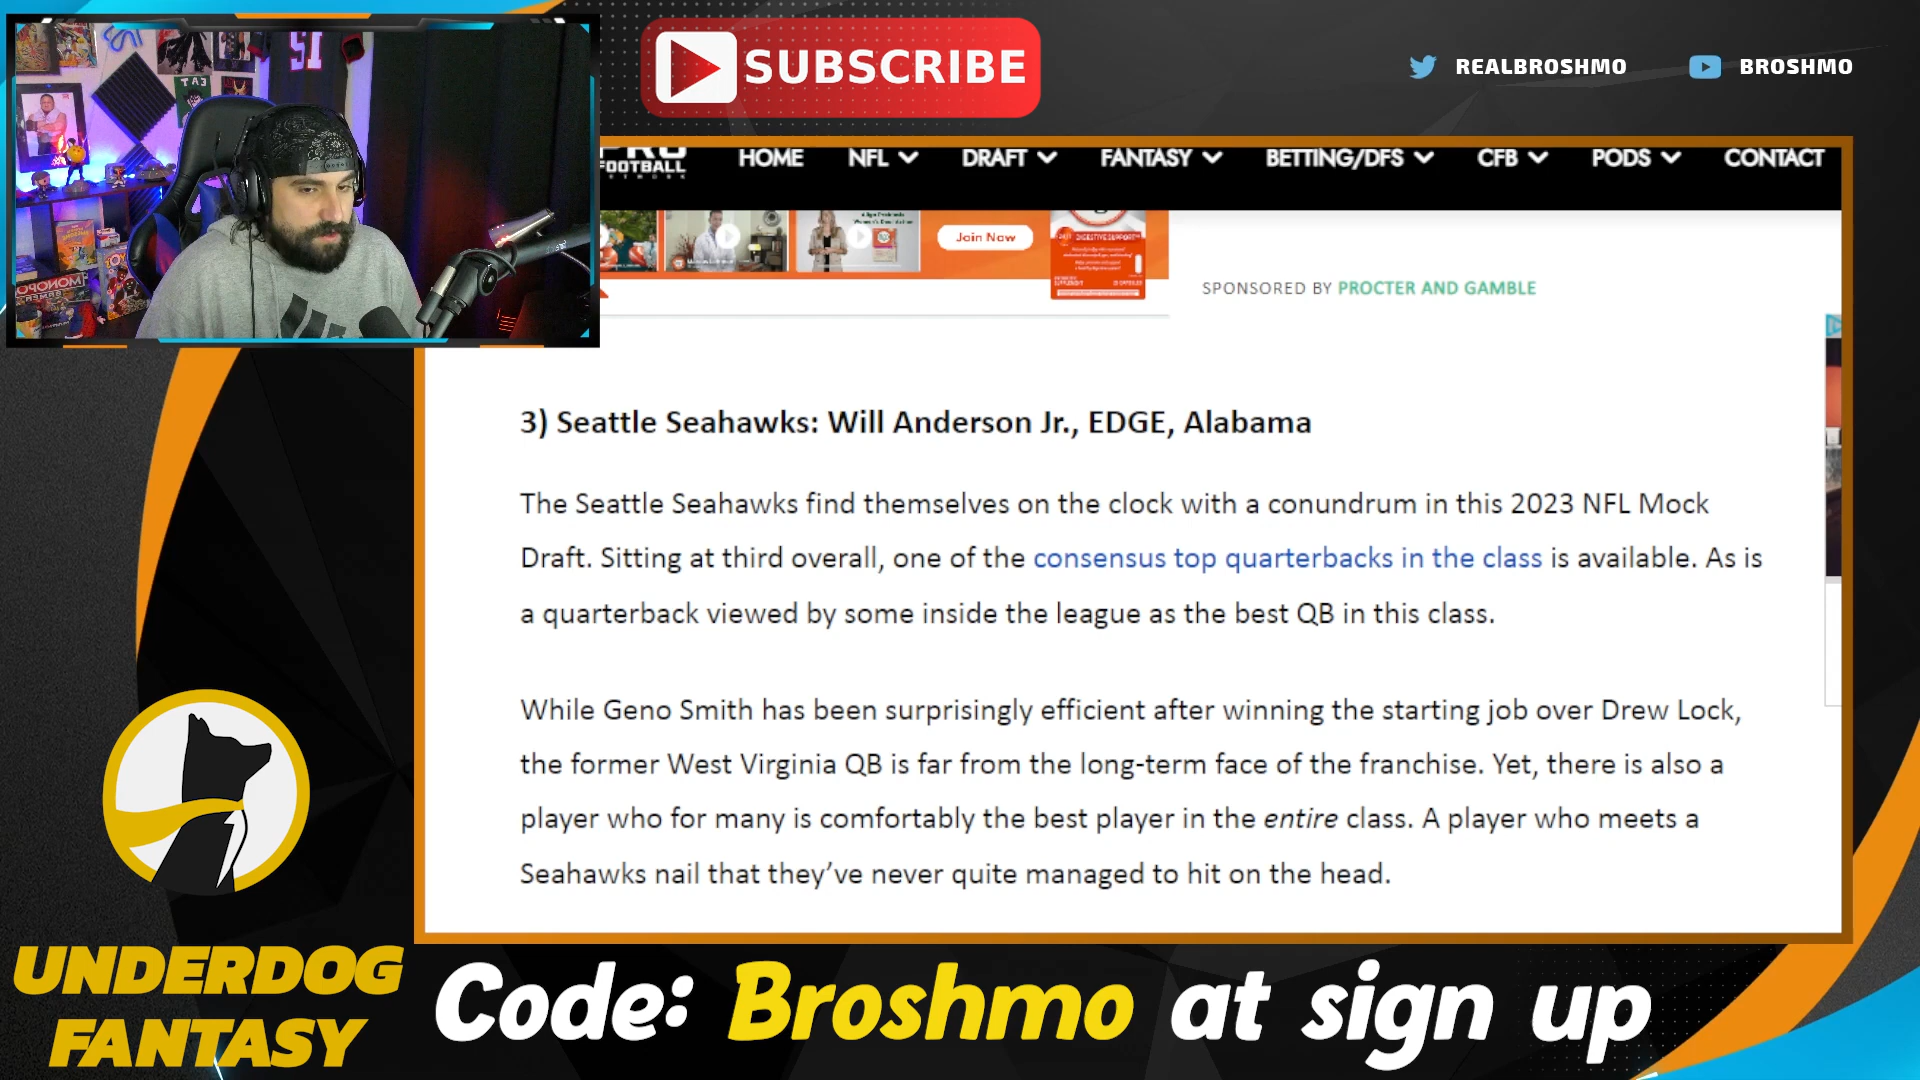 SUBSCRIBE
REALBROSHMO
BROSHMO
PRO
FOOTBALL
NETWORK
HOME
NFL
DRAFT
FANTASY
BETTING/DFS
CFB
PODS
CONTACT
Join Now
SPONSORED BY PROCTER AND GAMBLE
3) Seattle Seahawks: Will Anderson Jr., EDGE, Alabama
The Seattle Seahawks find themselves on the clock with a conundrum in this 2023 NFL Mock
Draft. Sitting at third overall, one of the consensus top quarterbacks in the class is available. As is
a quarterback viewed by some inside the league as the best QB in this class.
While Geno Smith has been surprisingly efficient after winning the starting job over Drew Lock,
the former West Virginia QB is far from the long-term face of the franchise. Yet, there is also a
player who for many is comfortably the best player in the entire class. A player who meets a
Seahawks nail that they’ve never quite managed to hit on the head.
UNDERDOG
FANTASY
Code: Broshmo at sign up